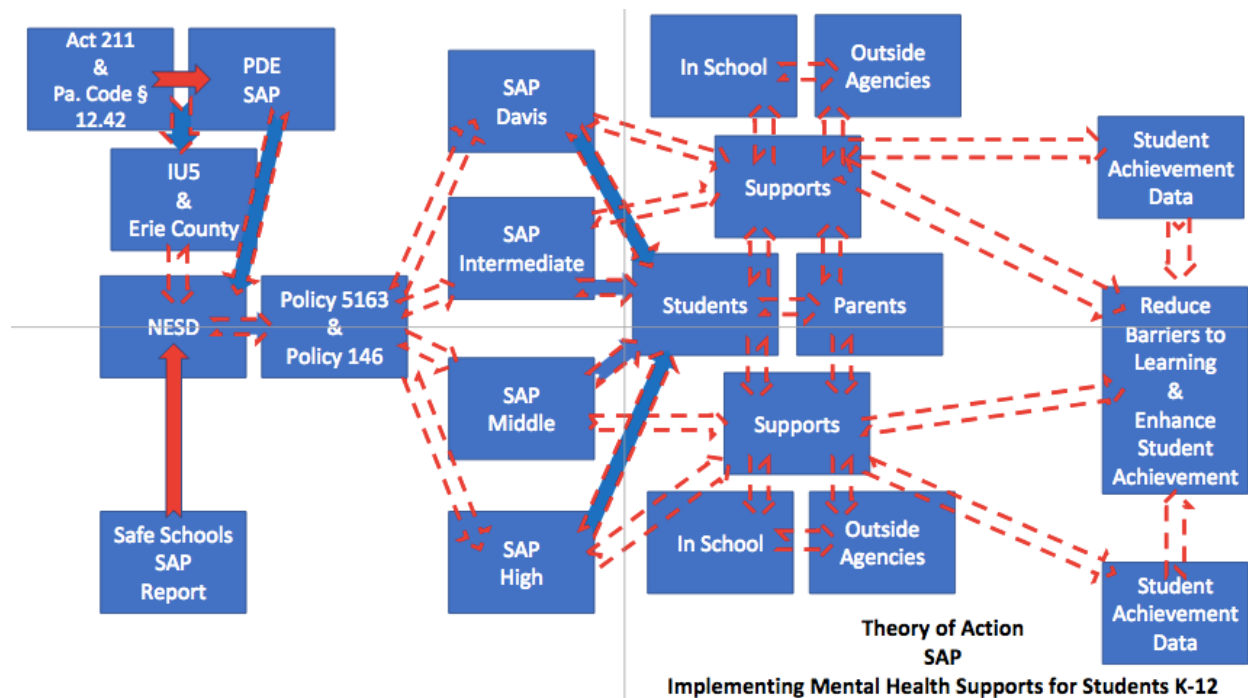 Act 211
&
Pa. Code §
12.42
PDE
SAP
IU5
&
Erie County
NESD
Policy 5163
&
Policy 146
Safe Schools
SAP
Report
SAP
Davis
SAP
Intermediate
SAP
Middle
SAP
High
In School
Outside
Agencies
Supports
Students
Parents
Supports
In School
Outside
Agencies
Student
Achievement
Data
Reduce
Barriers to
Learning
&
Enhance
Student
Achievement
Student
Achievement
Data
Theory of Action
SAP
Implementing Mental Health Supports for Students K-12